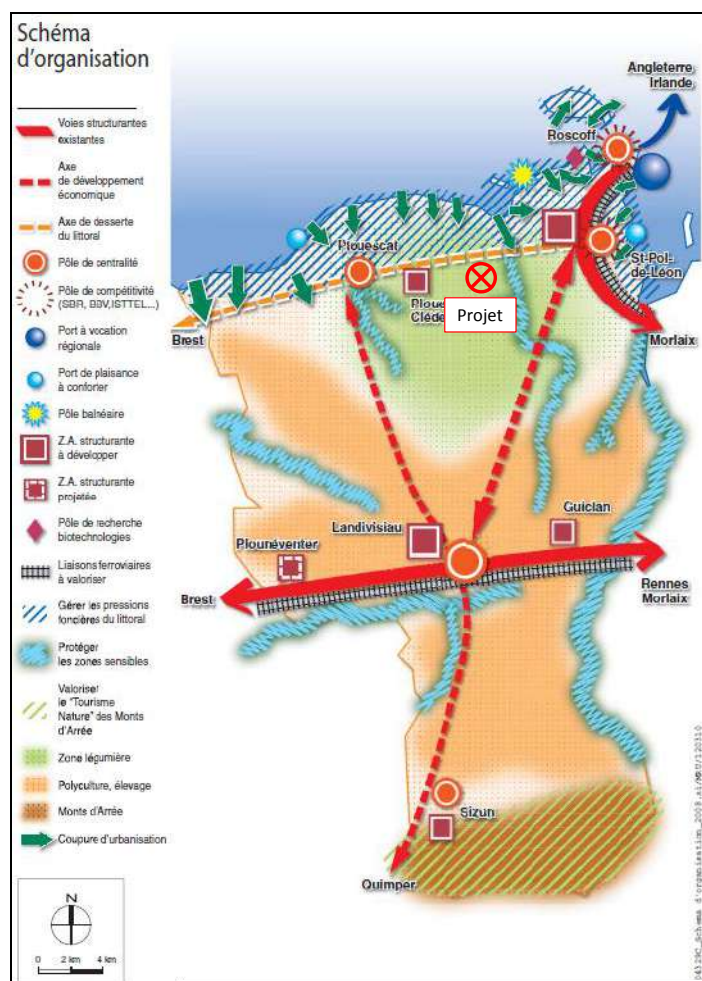 Schéma
d'organisation
Voies structurantes
existantes
Axe
de développement
économique
Axe de desserte
du littoral
Pôle de centralité
Pôle de compétitivité
(SBR, BBV, ISTTEL...)
Port à vocation
régionale
Port de plaisance
à conforter
Pôle balnéaire
Z.A. structurante
à développer
Z.A. structurante
projetée
Pôle de recherche
biotechnologies
Liaisons ferroviaires
à valoriser
Gérer les pressions
foncières du littoral
Protéger
les zones sensibles
Valoriser
le "Tourisme
Nature" des Monts
d'Arrée
Zone légumière
Polyculture, élevage
Monts d'Arrée
Coupure d'urbanisation
N
0 2 km 4 km
Angleterre
Irlande
Roscoff
Plouescat
St-Pol-
de-Léon
Projet
Brest
Morlaix
Guiclan
Landivisiau
Plounéventer
Brest
Rennes
Morlaix
Sizun
Quimper